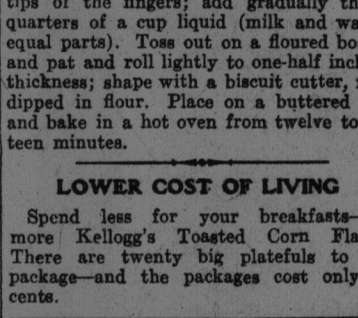 tips of the fingers; add gradually th
quarters of a cup liquid (milk and wa
equal parts). Toss out on a floured bo
and pat and roll lightly to one-half incl
thickness; shape with a biscuit cutter,
dipped in flour. Place on a buttered
and bake in a hot oven from twelve to
teen minutes.
LOWER COST OF LIVING
Spend less for your breakfasts—
more Kellogg's Toasted Corn Fla
There are twenty big platefuls to
package—and the packages cost only
cents.